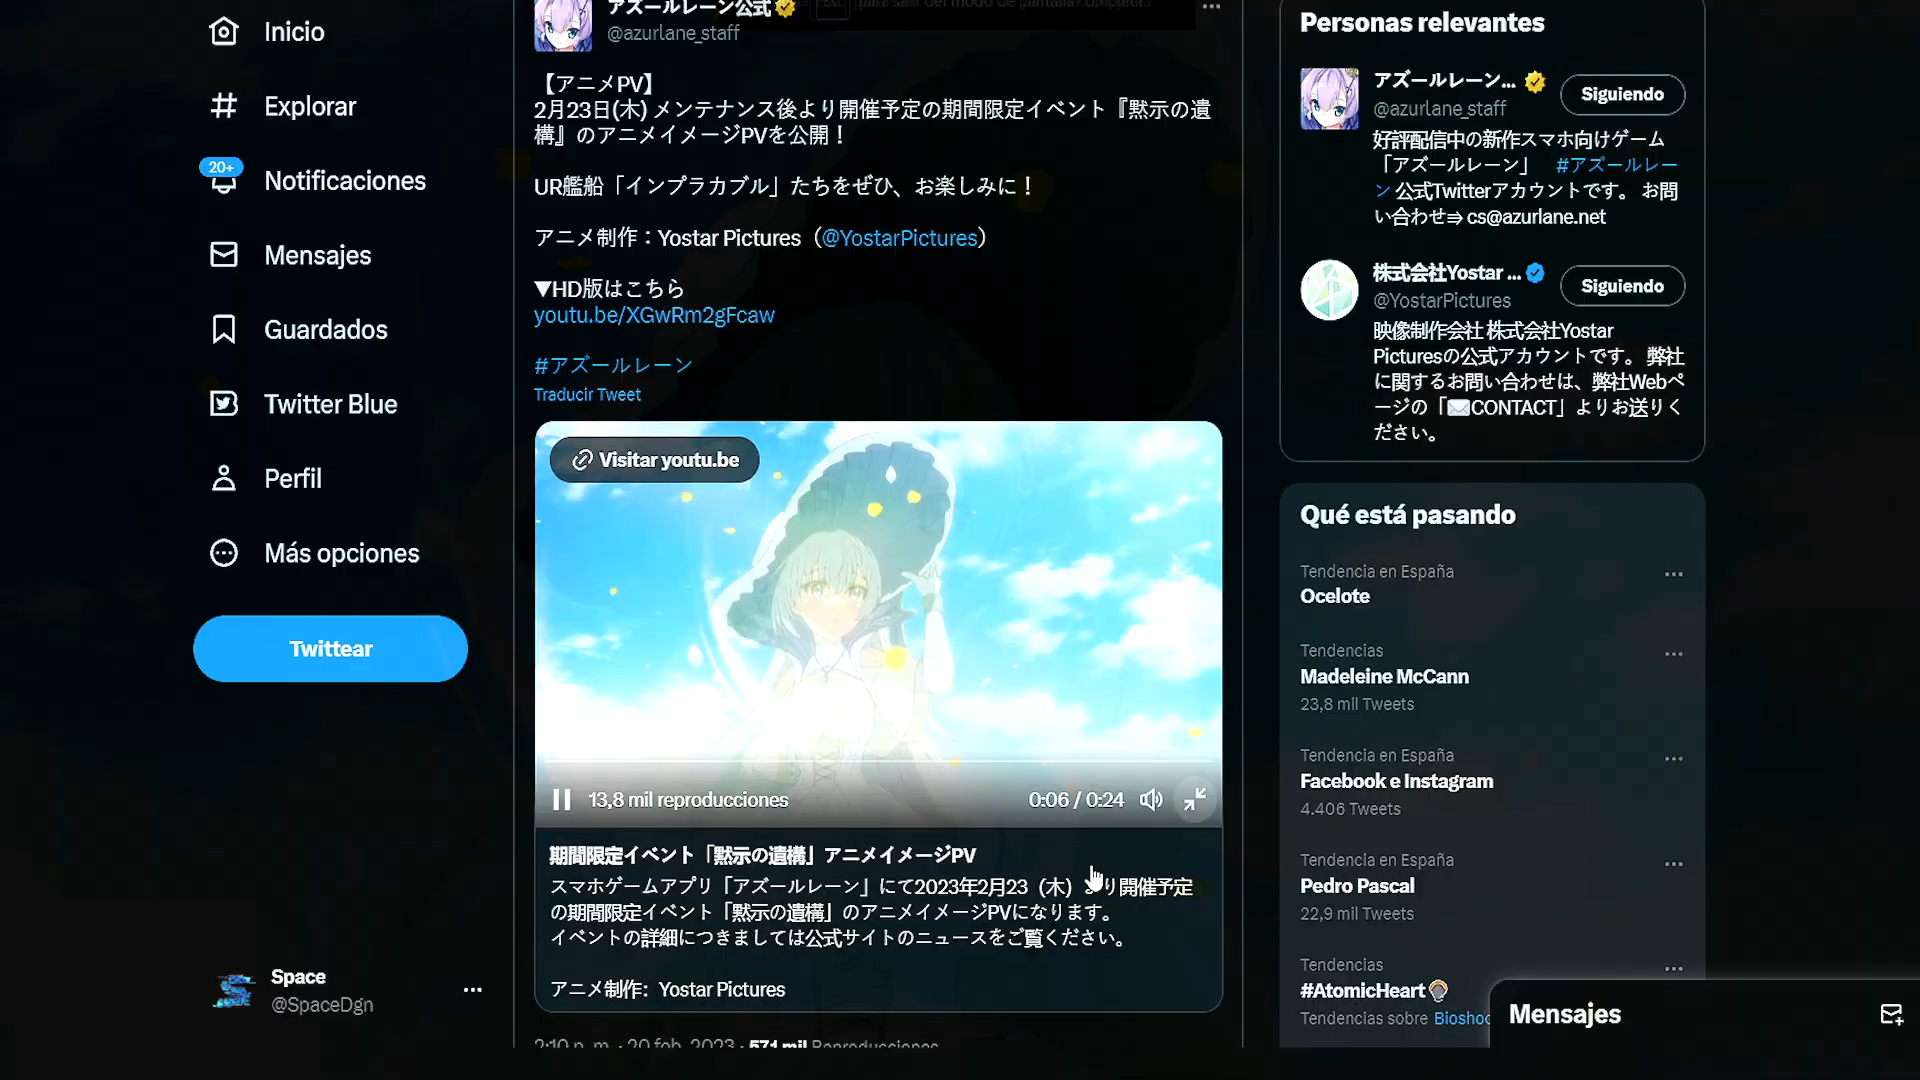 Inicio
Explorar
20+
Notificaciones
Mensajes
Guardados
Twitter Blue
Perfil
Más opciones
Twittear
Space
@SpaceDgn
アズールレーン公式
@azurlane_staff
【アニメPV】
2月23日(木) メンテナンス後より開催予定の期間限定イベント『黙示の遺
構』のアニメイメージPVを公開！
UR艦船「インプラカブル」たちをぜひ、お楽しみに！
アニメ制作：Yostar Pictures（@YostarPictures）
▼HD版はこちら
youtu.be/XGwRm2gFcaw
#アズールレーン
Traducir Tweet
Visitar youtu.be
13,8 mil reproducciones
0:06 / 0:24
期間限定イベント「黙示の遺構」アニメイメージPV
スマホゲームアプリ「アズールレーン」にて2023年2月23（木）より開催予定
の期間限定イベント「黙示の遺構」のアニメイメージPVになります。
イベントの詳細につきましては公式サイトのニュースをご覧ください。
アニメ制作: Yostar Pictures
2:10 p. m. · 20 feb. 2023 · 571 mil Reproducciones
Personas relevantes
アズールレーン...
@azurlane_staff
Siguiendo
好評配信中の新作スマホ向けゲーム
「アズールレーン」 #アズールレー
ン 公式Twitterアカウントです。 お問
い合わせ⇒ cs@azurlane.net
株式会社Yostar ...
@YostarPictures
Siguiendo
映像制作会社 株式会社Yostar
Picturesの公式アカウントです。 弊社
に関するお問い合わせは、弊社Webペ
ージの「✉CONTACT」よりお送りく
ださい。
Qué está pasando
Tendencia en España
Ocelote
Tendencias
Madeleine McCann
23,8 mil Tweets
Tendencia en España
Facebook e Instagram
4.406 Tweets
Tendencia en España
Pedro Pascal
22,9 mil Tweets
Tendencias
#AtomicHeart
Tendencias sobre Bioshoc
Mensajes